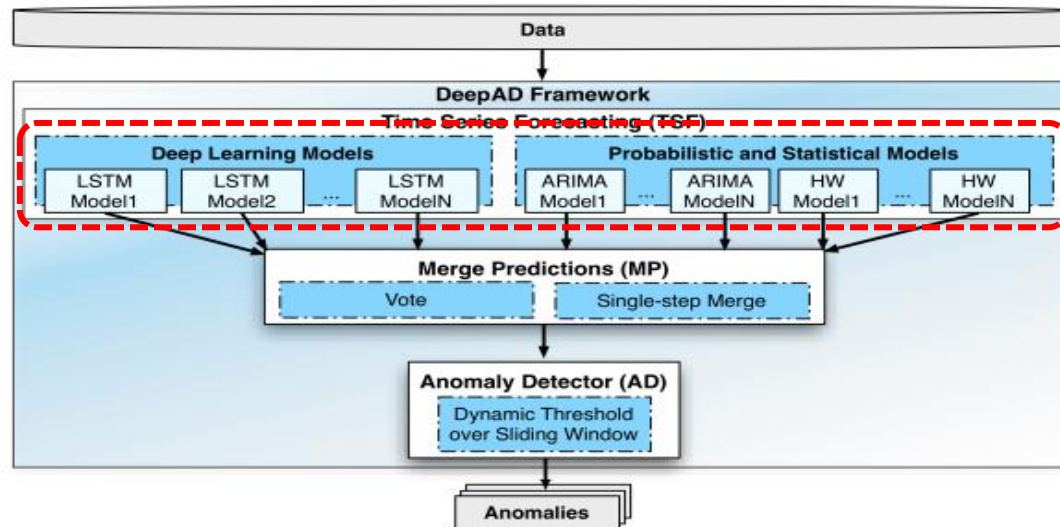 Data
DeepAD Framework
Time Series Forecasting (TSF)
Deep Learning Models
Probabilistic and Statistical Models
LSTM
Model1
LSTM
Model2
...
LSTM
ModelN
ARIMA
Model1
...
ARIMA
ModelN
HW
Model1
...
HW
ModelN
Merge Predictions (MP)
Vote
Single-step Merge
Anomaly Detector (AD)
Dynamic Threshold
over Sliding Window
Anomalies